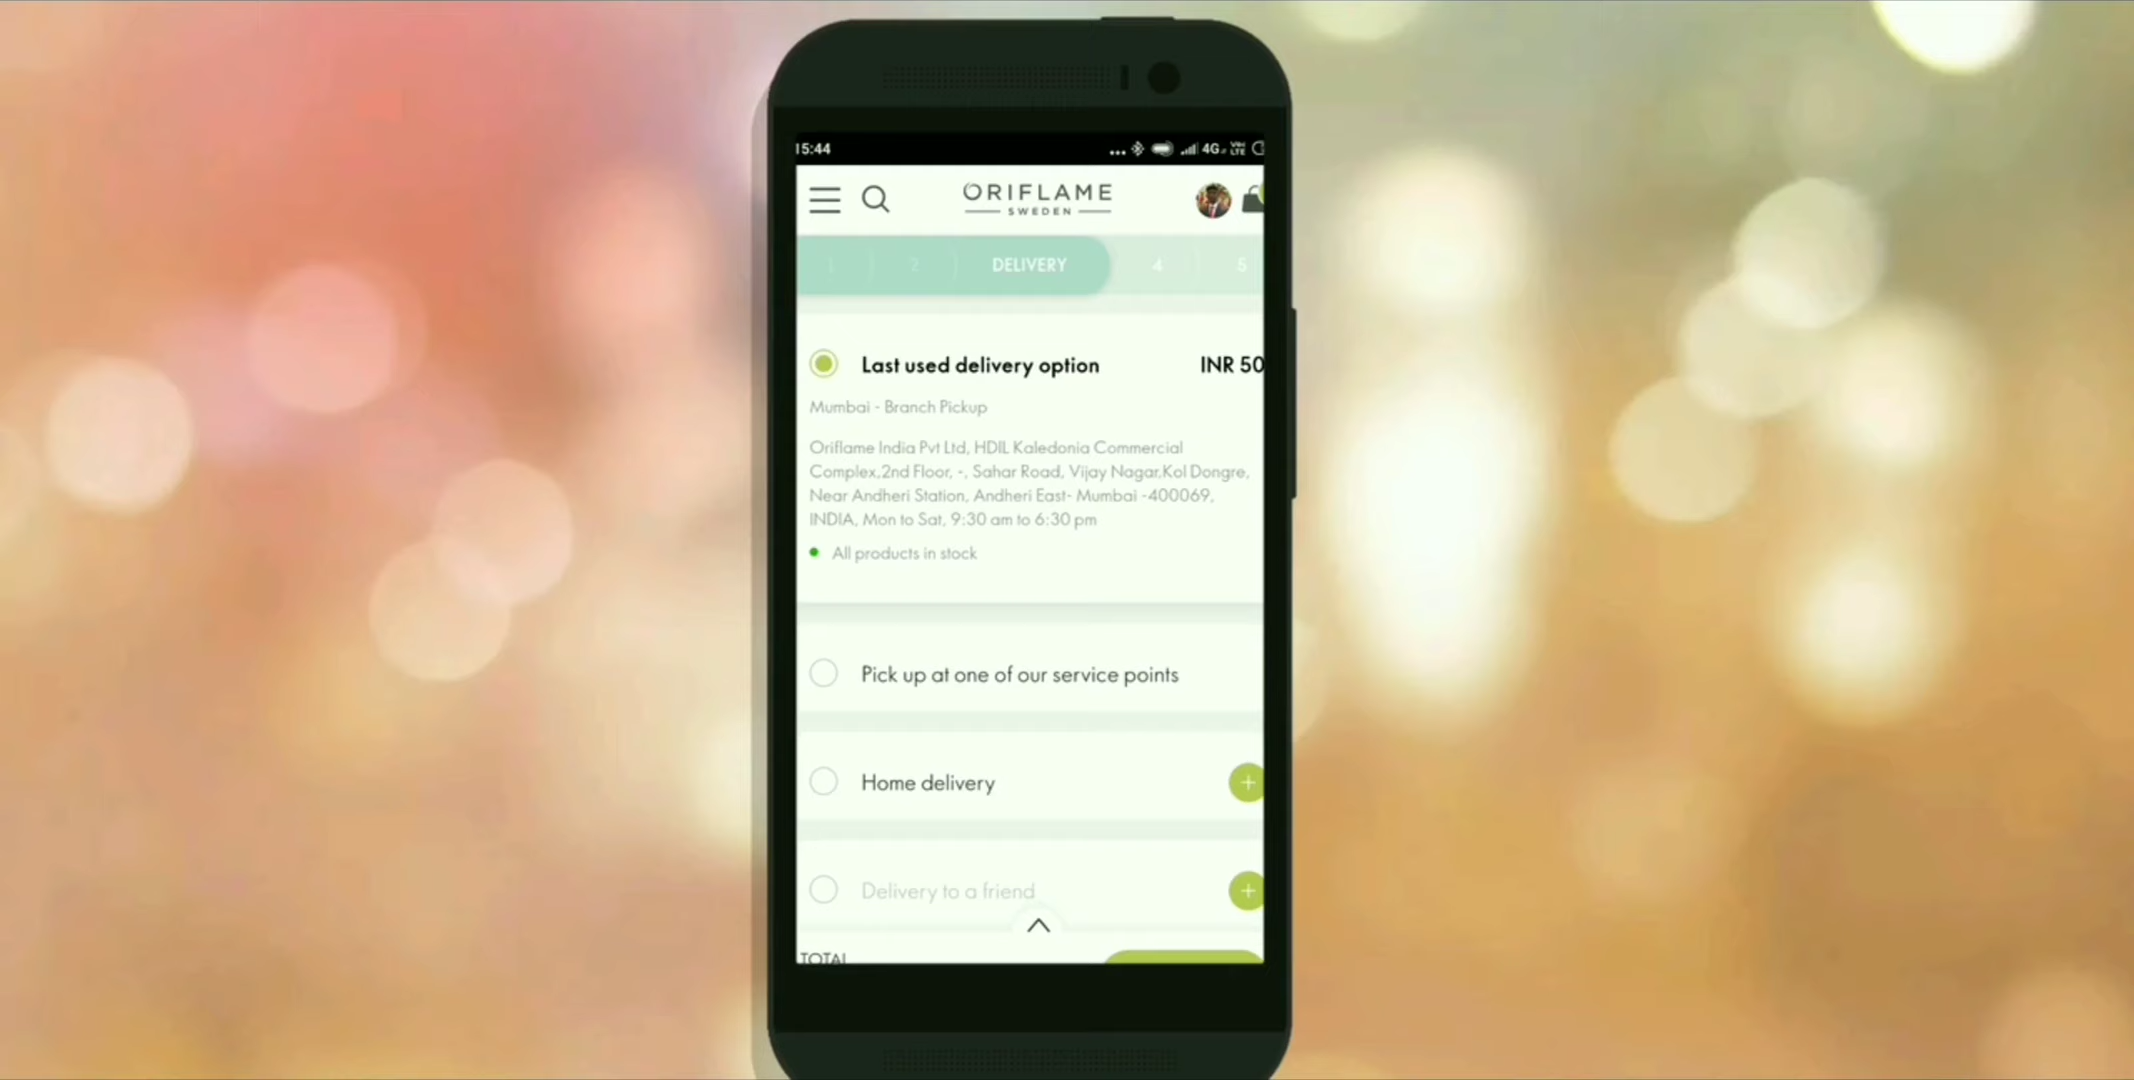 15:44
4G
VoLTE
ORIFLAME
SWEDEN
1 2 DELIVERY 4 5
Last used delivery option INR 50
Mumbai - Branch Pickup
Oriflame India Pvt Ltd, HDIL Kaledonia Commercial
Complex,2nd Floor, -, Sahar Road, Vijay Nagar,Kol Dongre,
Near Andheri Station, Andheri East- Mumbai -400069,
INDIA, Mon to Sat, 9:30 am to 6:30 pm
All products in stock
Pick up at one of our service points
Home delivery
Delivery to a friend
TOTAL